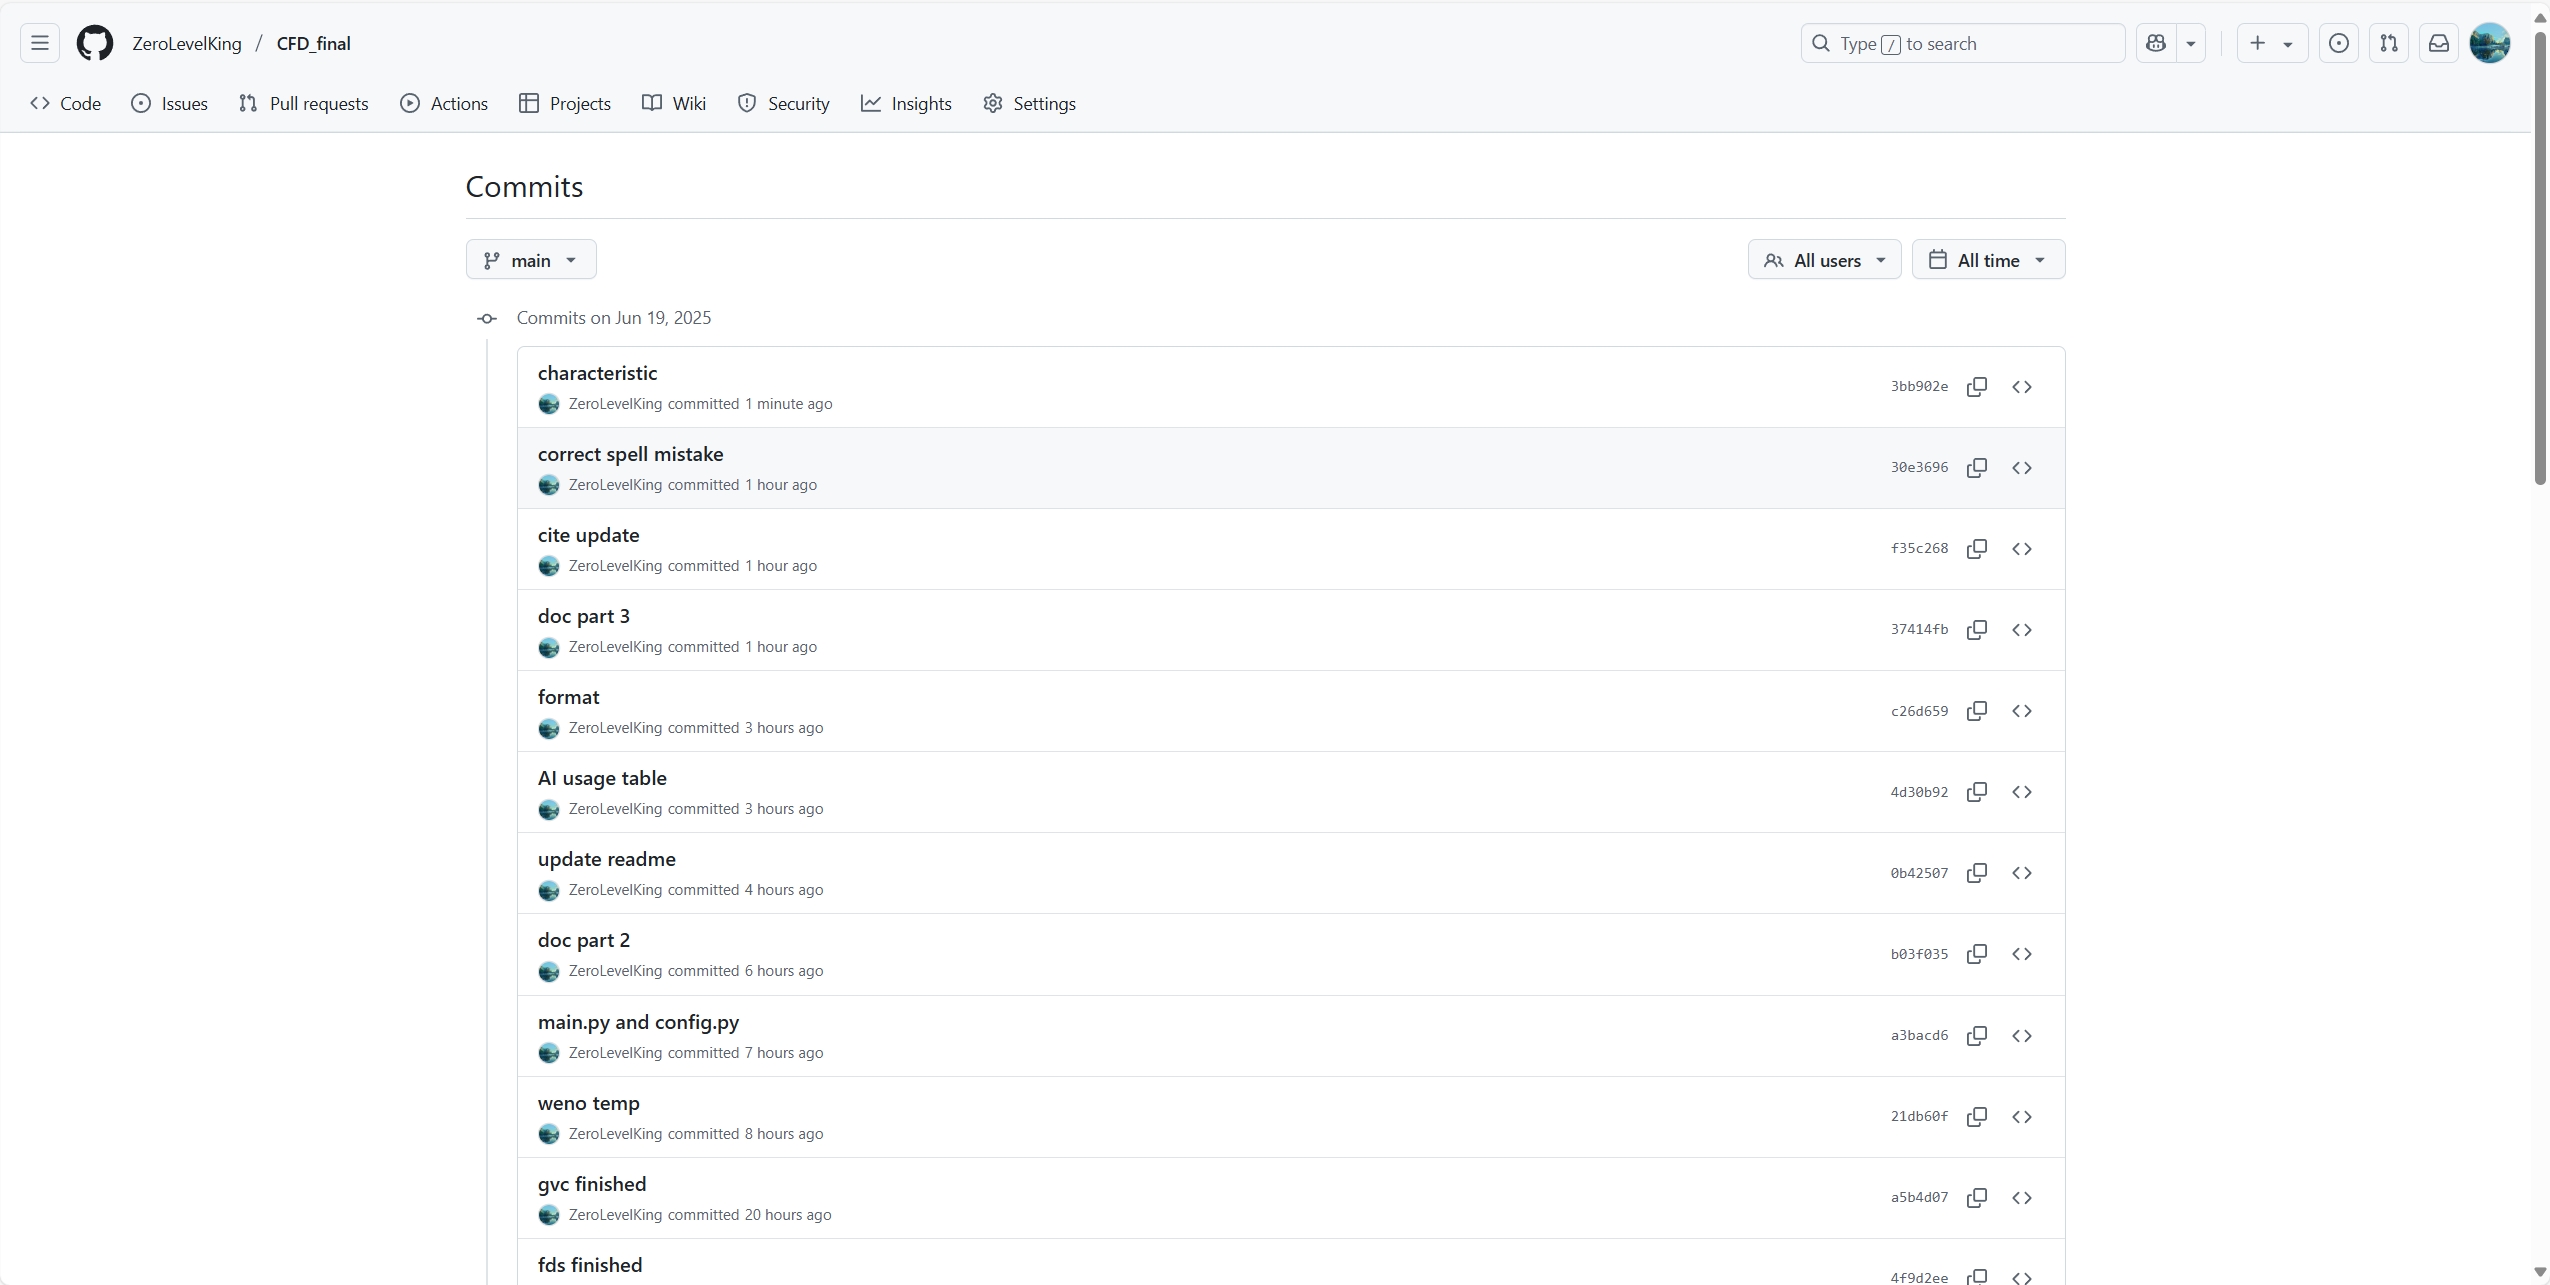 ZeroLevelKing / CFD_final
Type / to search
Code Issues Pull requests Actions Projects Wiki Security Insights Settings
Commits
main
All users All time
Commits on Jun 19, 2025
characteristic
ZeroLevelKing committed 1 minute ago
3bb902e
correct spell mistake
ZeroLevelKing committed 1 hour ago
30e3696
cite update
ZeroLevelKing committed 1 hour ago
f35c268
doc part 3
ZeroLevelKing committed 1 hour ago
37414fb
format
ZeroLevelKing committed 3 hours ago
c26d659
AI usage table
ZeroLevelKing committed 3 hours ago
4d30b92
update readme
ZeroLevelKing committed 4 hours ago
0b42507
doc part 2
ZeroLevelKing committed 6 hours ago
b03f035
main.py and config.py
ZeroLevelKing committed 7 hours ago
a3bacd6
weno temp
ZeroLevelKing committed 8 hours ago
21db60f
gvc finished
ZeroLevelKing committed 20 hours ago
a5b4d07
fds finished
4f9d2ee